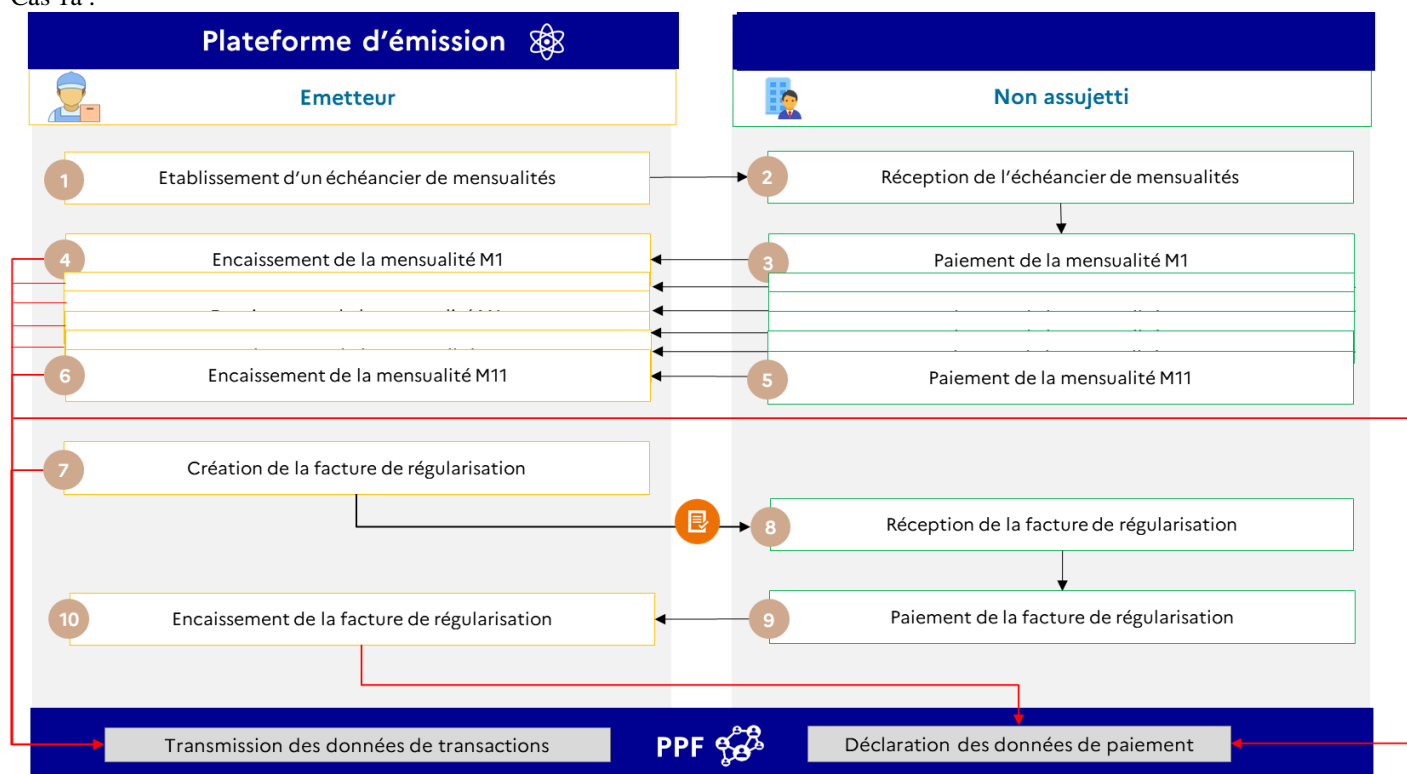 Cas 1a :
Plateforme d'émission
Emetteur
Non assujetti
1
Etablissement d'un échéancier de mensualités
2
Réception de l'échéancier de mensualités
4
Encaissement de la mensualité M1
3
Paiement de la mensualité M1
6
Encaissement de la mensualité M11
5
Paiement de la mensualité M11
7
Création de la facture de régularisation
8
Réception de la facture de régularisation
10
Encaissement de la facture de régularisation
9
Paiement de la facture de régularisation
Transmission des données de transactions
PPF
Déclaration des données de paiement